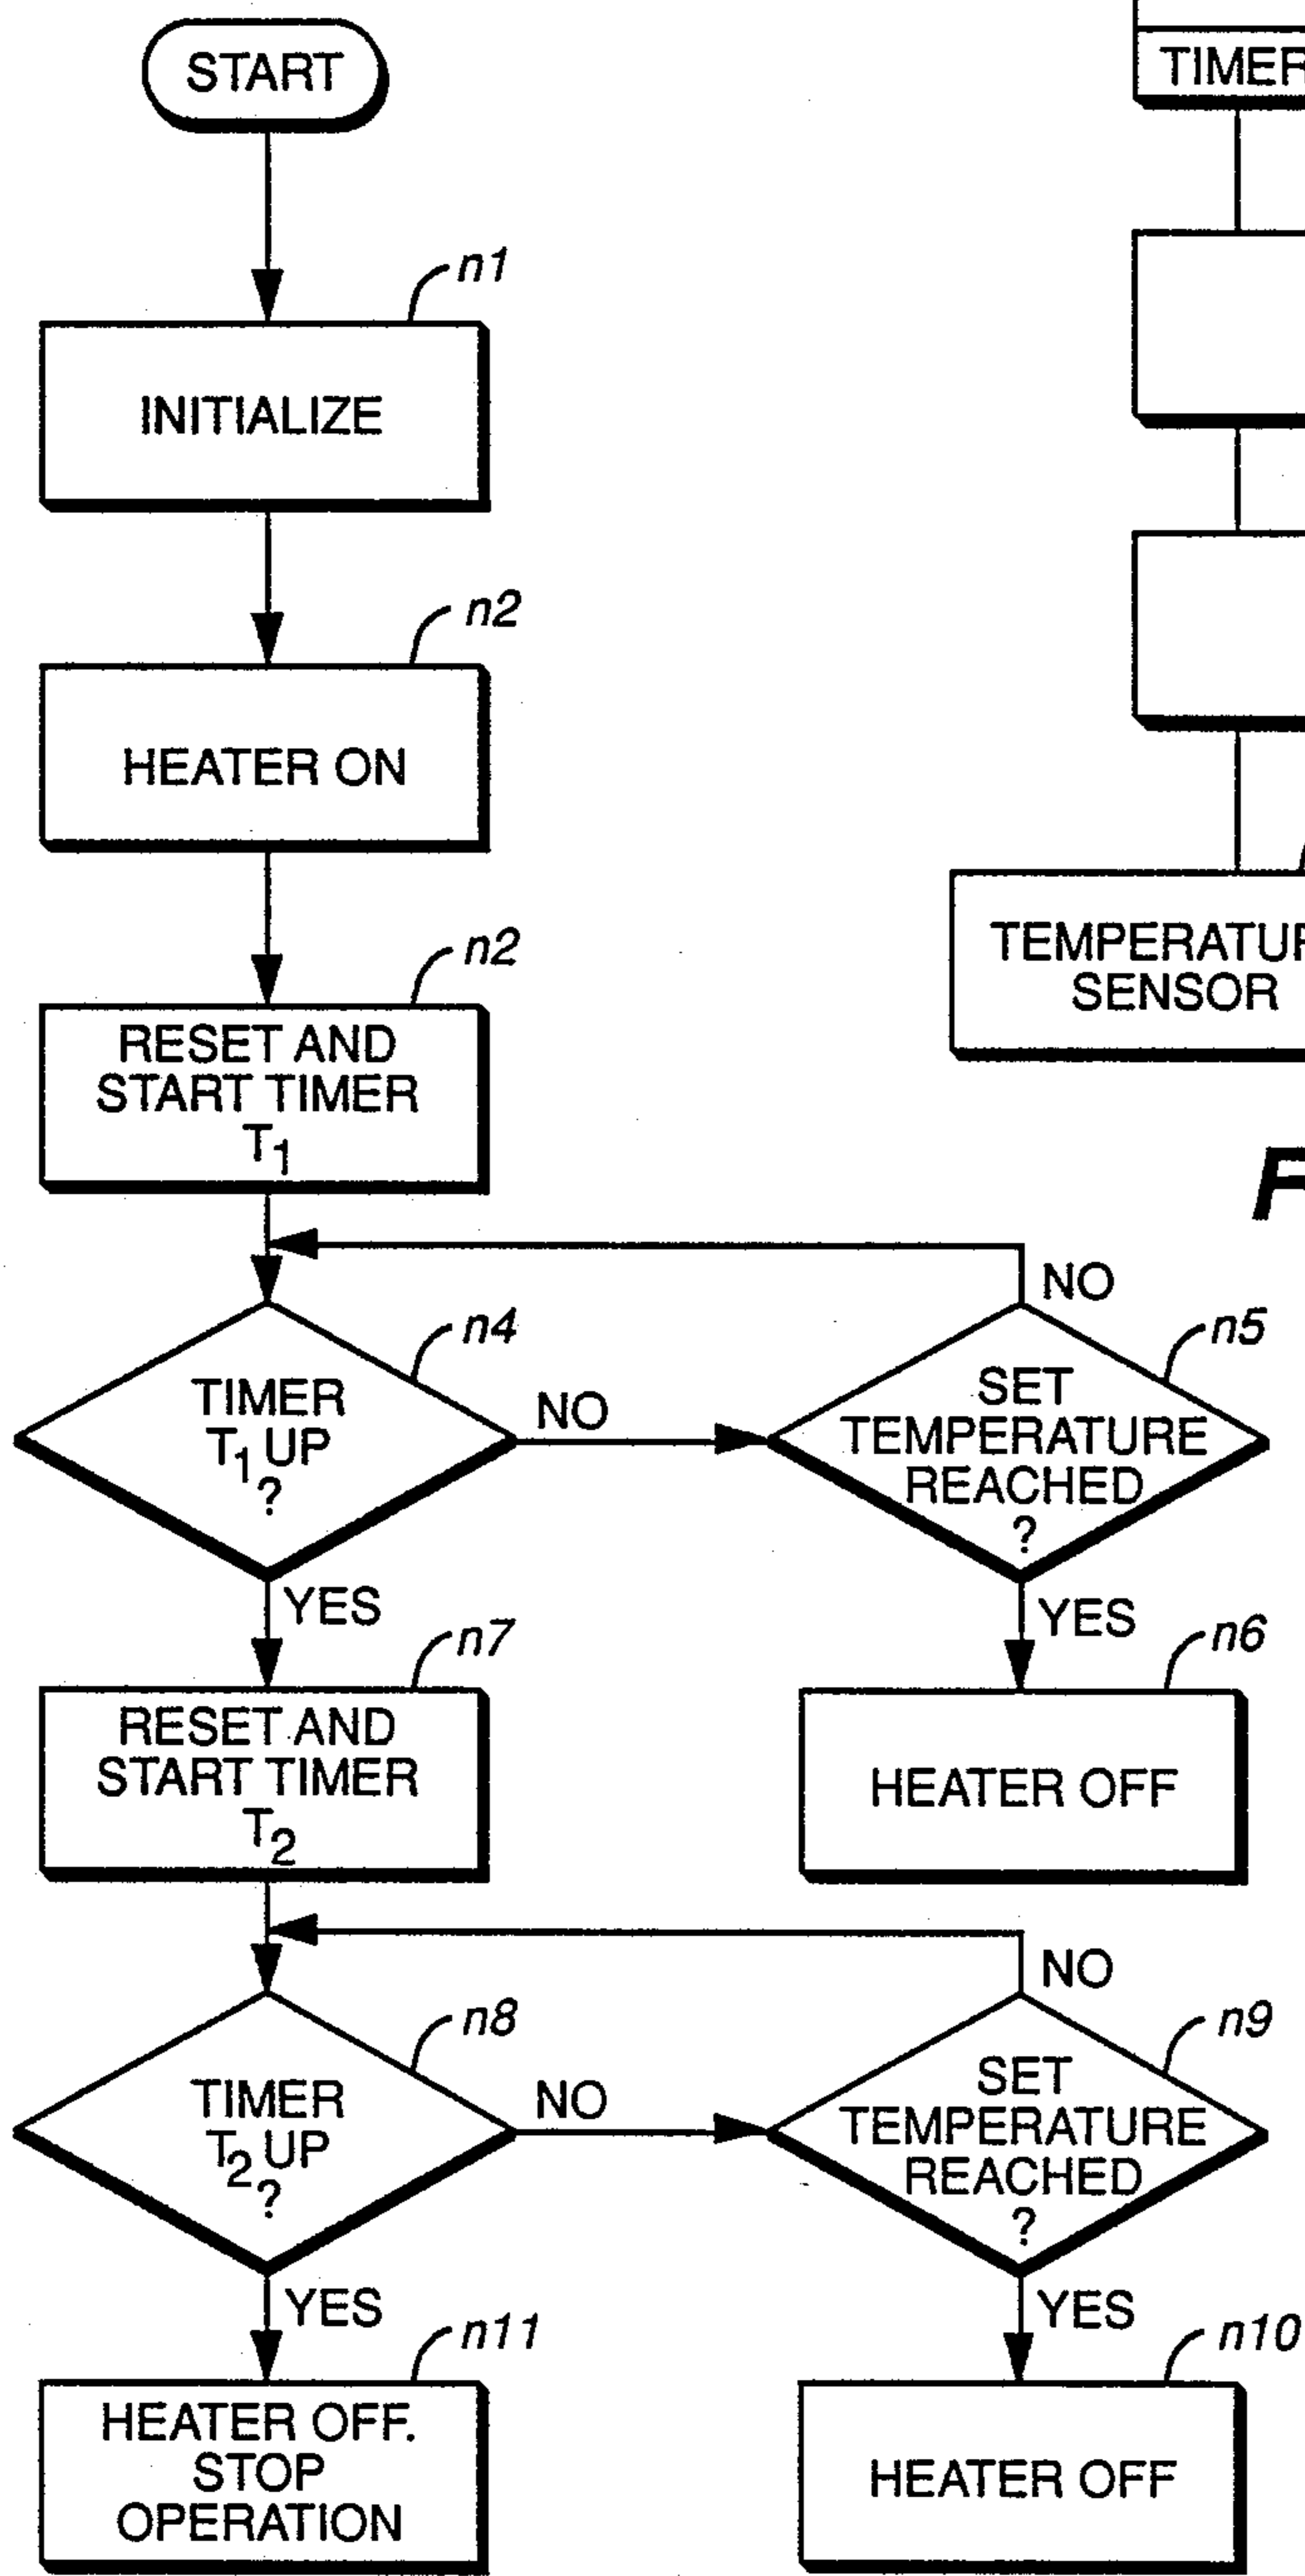 START
n1
INITIALIZE
n2
HEATER ON
n2
RESET AND
START TIMER
T1
n4
TIMER
T1 UP
?
NO
YES
n5
SET
TEMPERATURE
REACHED
?
NO
YES
n6
HEATER OFF
n7
RESET AND
START TIMER
T2
n8
TIMER
T2 UP
?
NO
YES
n9
SET
TEMPERATURE
REACHED
?
NO
YES
n10
HEATER OFF
n11
HEATER OFF.
STOP
OPERATION
TIMER
TEMPERATUR
SENSOR
F